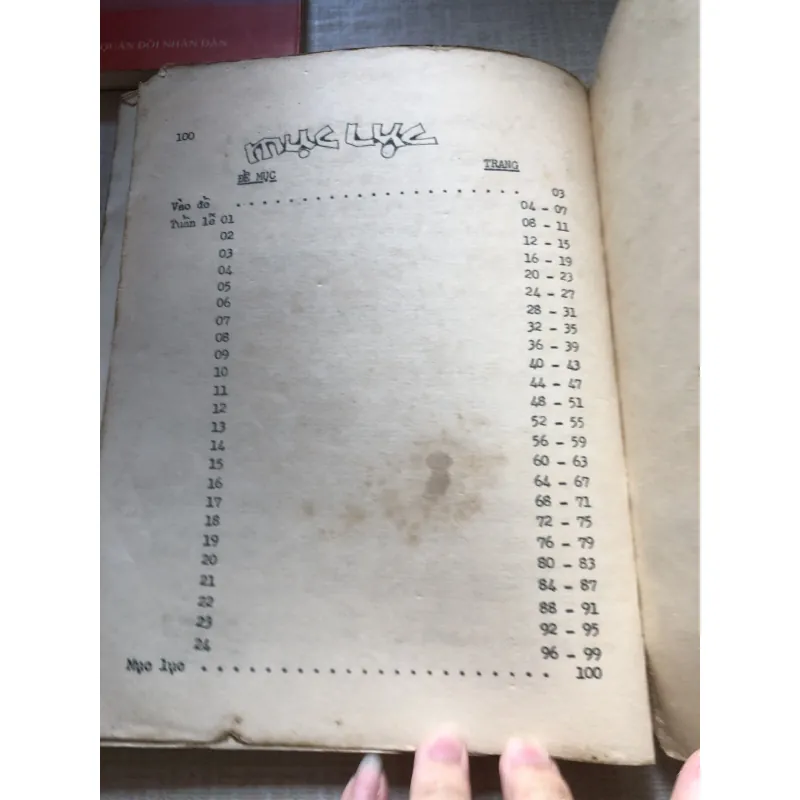 QUÂN ĐỘI NHÂN DÂN
100
mục lục
ĐỀ MỤC TRANG
Vào đề . . . . . . . . . . . . . . . . . . . . . . 03
Tuần lễ 01 04 - 07
02 08 - 11
03 12 - 15
04 16 - 19
05 20 - 23
06 24 - 27
07 28 - 31
08 32 - 35
09 36 - 39
10 40 - 43
11 44 - 47
12 48 - 51
13 52 - 55
14 56 - 59
15 60 - 63
16 64 - 67
17 68 - 71
18 72 - 75
19 76 - 79
20 80 - 83
21 84 - 87
22 88 - 91
23 92 - 95
24 96 - 99
Mục lục . . . . . . . . . . . . . . . . . . . . . . 100